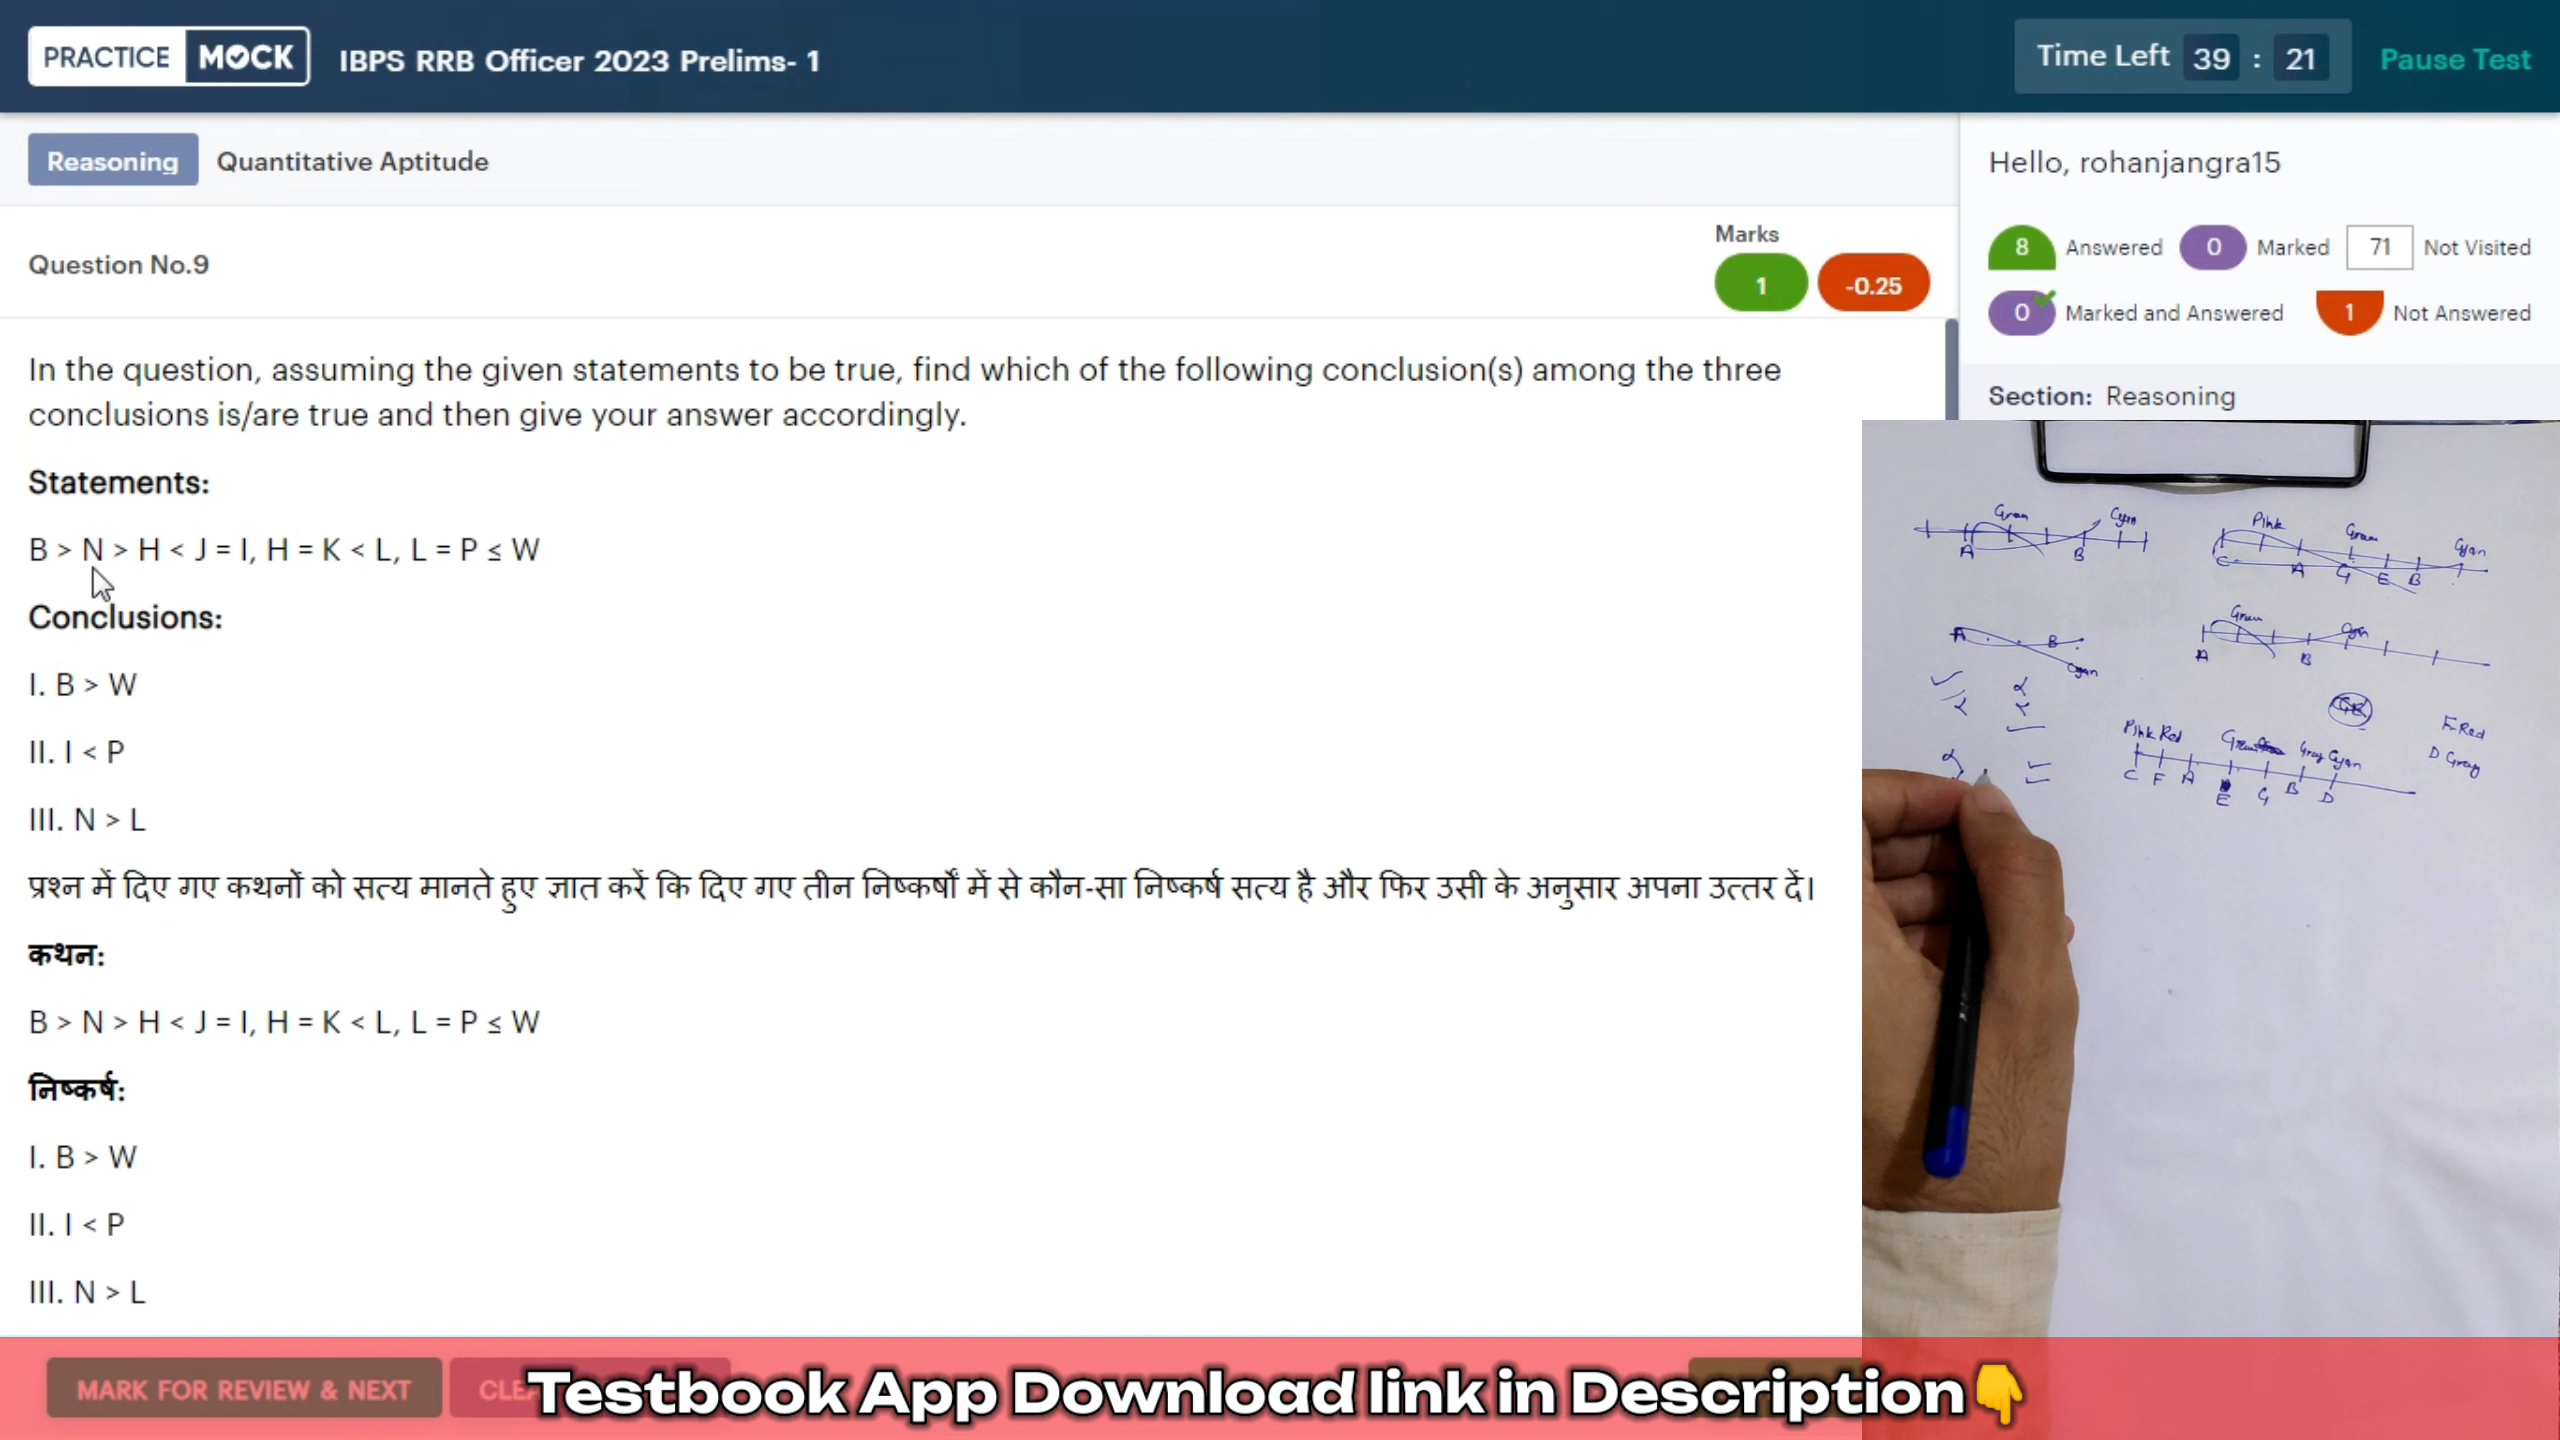 PRACTICE MOCK IBPS RRB Officer 2023 Prelims- 1 Time Left 39 : 21 Pause Test
Reasoning Quantitative Aptitude
Hello, rohanjangra15
Question No.9
Marks
1 -0.25
8 Answered 0 Marked 71 Not Visited
0 Marked and Answered 1 Not Answered
Section: Reasoning
In the question, assuming the given statements to be true, find which of the following conclusion(s) among the three
conclusions is/are true and then give your answer accordingly.
Statements:
B > N > H < J = I, H = K < L, L = P ≤ W
Conclusions:
I. B > W
II. I < P
III. N > L
प्रश्न में दिए गए कथनों को सत्य मानते हुए ज्ञात करें कि दिए गए तीन निष्कर्षों में से कौन-सा निष्कर्ष सत्य है और फिर उसी के अनुसार अपना उत्तर दें।
कथन:
B > N > H < J = I, H = K < L, L = P ≤ W
निष्कर्ष:
I. B > W
II. I < P
III. N > L
A B
Pink
C A G E B
A B
A B
F Red
D Gray
Pink Red
C F A E G B D
MARK FOR REVIEW & NEXT
Testbook App Download link in Description👇